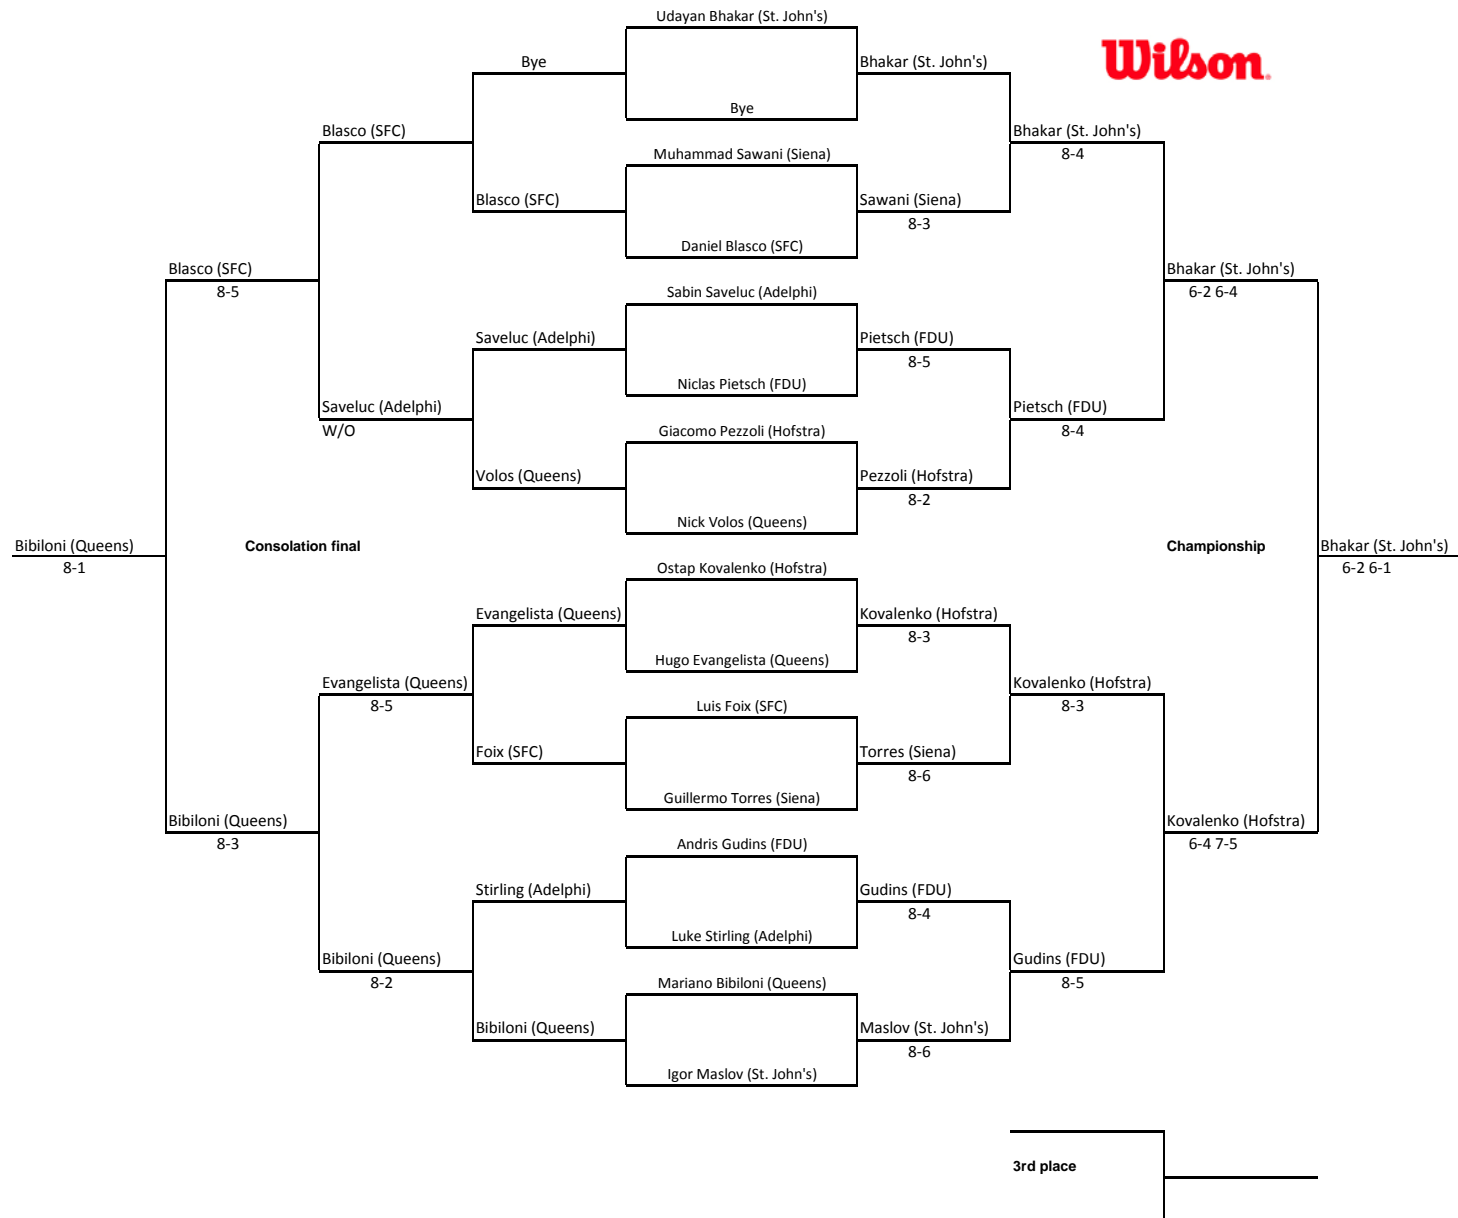 Udayan Bhakar (St. John's)
Wilson
Bye
Bhakar (St. John's)
Bye
Blasco (SFC)
Bhakar (St. John's)
8-4
Muhammad Sawani (Siena)
Blasco (SFC)
Sawani (Siena)
8-3
Daniel Blasco (SFC)
Blasco (SFC)
Bhakar (St. John's)
8-5
6-2 6-4
Sabin Saveluc (Adelphi)
Saveluc (Adelphi)
Pietsch (FDU)
8-5
Niclas Pietsch (FDU)
Saveluc (Adelphi)
Pietsch (FDU)
W/O
8-4
Giacomo Pezzoli (Hofstra)
Volos (Queens)
Pezzoli (Hofstra)
8-2
Nick Volos (Queens)
Bibiloni (Queens)
Consolation final
Championship
Bhakar (St. John's)
8-1
6-2 6-1
Ostap Kovalenko (Hofstra)
Evangelista (Queens)
Kovalenko (Hofstra)
8-3
Hugo Evangelista (Queens)
Evangelista (Queens)
Kovalenko (Hofstra)
8-5
8-3
Luis Foix (SFC)
Foix (SFC)
Torres (Siena)
8-6
Guillermo Torres (Siena)
Bibiloni (Queens)
Kovalenko (Hofstra)
8-3
6-4 7-5
Andris Gudins (FDU)
Stirling (Adelphi)
Gudins (FDU)
8-4
Luke Stirling (Adelphi)
Bibiloni (Queens)
Gudins (FDU)
8-2
8-5
Mariano Bibiloni (Queens)
Bibiloni (Queens)
Maslov (St. John's)
8-6
Igor Maslov (St. John's)
3rd place